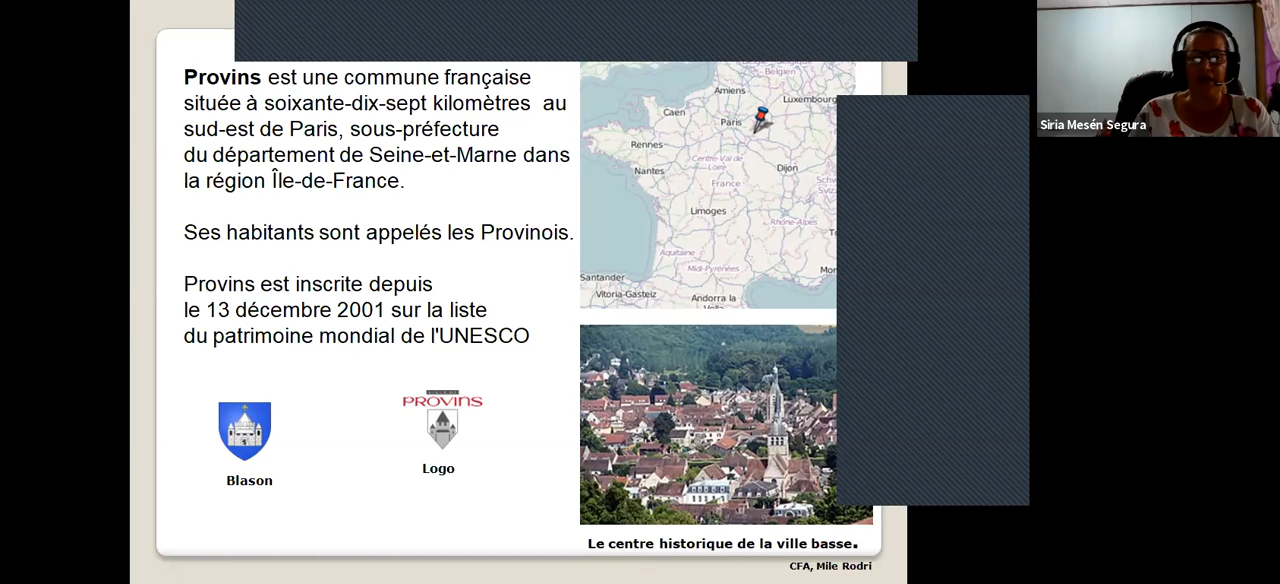 Provins est une commune française
située à soixante-dix-sept kilomètres au
sud-est de Paris, sous-préfecture
du département de Seine-et-Marne dans
la région Île-de-France.
Ses habitants sont appelés les Provinois.
Provins est inscrite depuis
le 13 décembre 2001 sur la liste
du patrimoine mondial de l'UNESCO
PROVINS
Blason
Logo
Amiens
Luxembourg
Caen
Paris
Rennes
Centre-Val de
Loire
Nantes
Dijon
France
Limoges
Rhône-Alpes
Aquitaine
Midi-Pyrénées
Santander
Vitoria-Gasteiz
Andorra la
Le centre historique de la ville basse.
CFA, Mile Rodri
Siria Mesén Segura